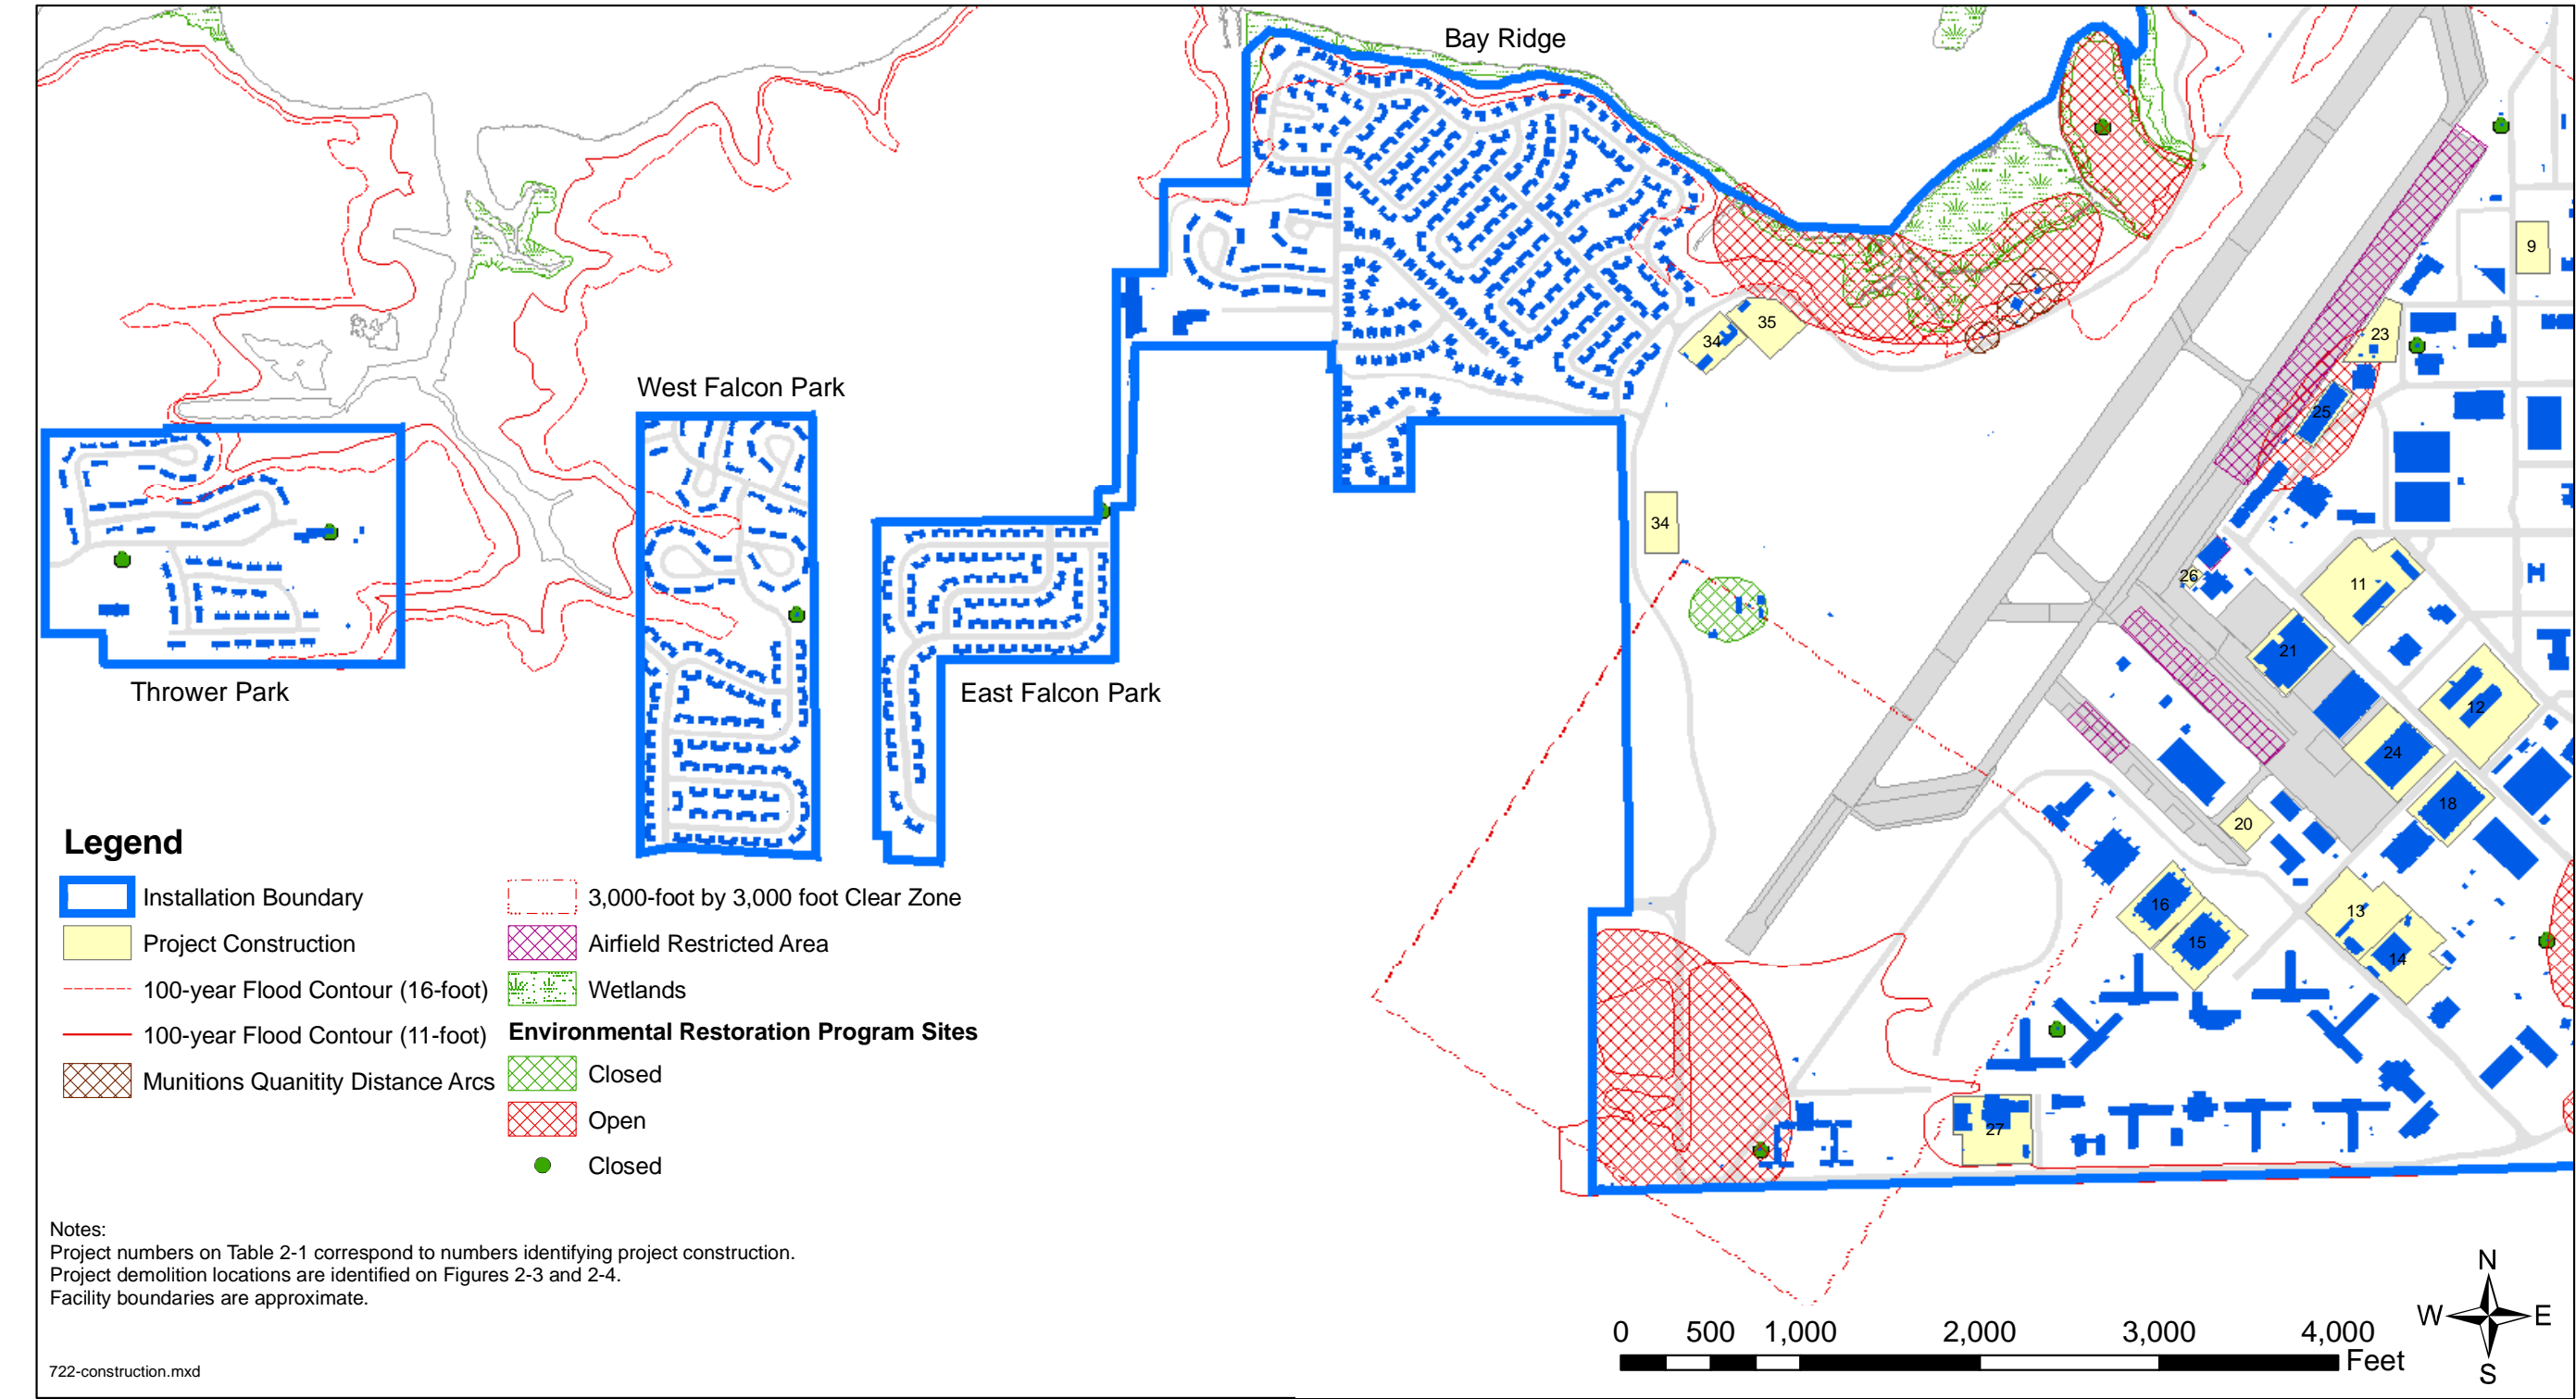 Bay Ridge
9
35
34
23
West Falcon Park
25
34
26
11
21
Thrower Park
East Falcon Park
12
24
18
20
16
13
15
14
27
Legend
Installation Boundary
Project Construction
100-year Flood Contour (16-foot)
100-year Flood Contour (11-foot)
Munitions Quanitity Distance Arcs
3,000-foot by 3,000 foot Clear Zone
Airfield Restricted Area
Wetlands
Environmental Restoration Program Sites
Closed
Open
Closed
Notes:
Project numbers on Table 2-1 correspond to numbers identifying project construction.
Project demolition locations are identified on Figures 2-3 and 2-4.
Facility boundaries are approximate.
722-construction.mxd
0 500 1,000 2,000 3,000 4,000
Feet
N
W E
S